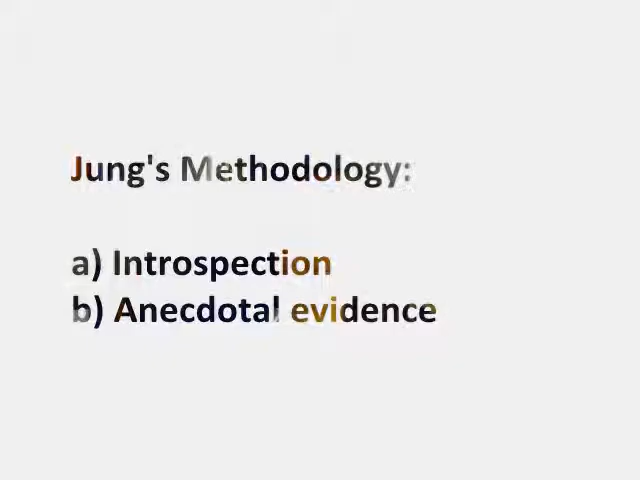 Jung's Methodology:
a) Introspection
b) Anecdotal evidence